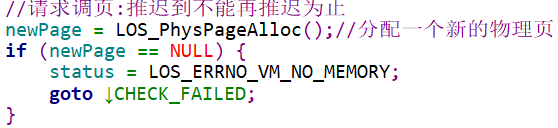 //请求调页:推迟到不能再推迟为止
newPage = LOS_PhysPageAlloc();//分配一个新的物理页
if (newPage == NULL) {
    status = LOS_ERRNO_VM_NO_MEMORY;
    goto ↓CHECK_FAILED;
}